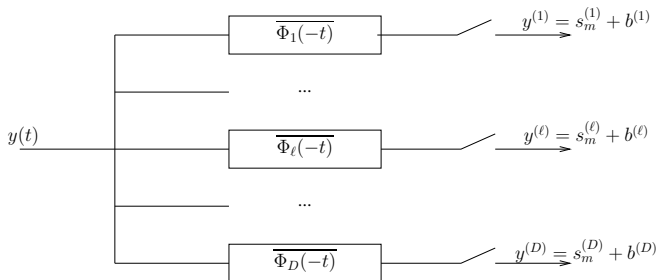 $\overline{\Phi_1(-t)}$ $y^{(1)} = s_m^{(1)} + b^{(1)}$
...
$y(t)$ $\overline{\Phi_\ell(-t)}$ $y^{(\ell)} = s_m^{(\ell)} + b^{(\ell)}$
...
$\overline{\Phi_D(-t)}$ $y^{(D)} = s_m^{(D)} + b^{(D)}$